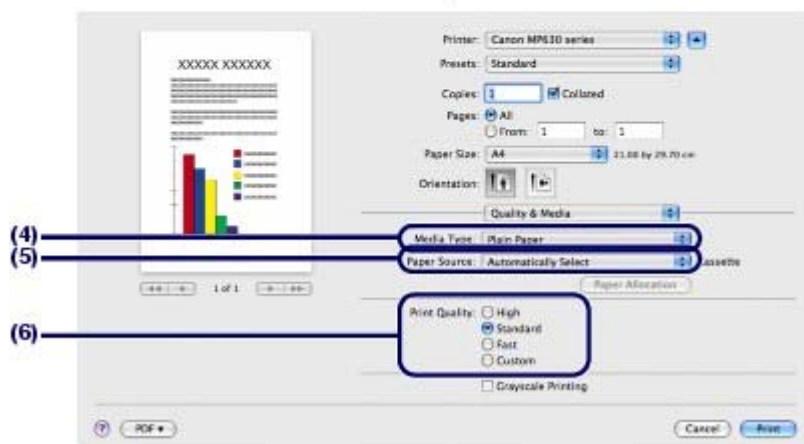 XXXXX XXXXXX
1 of 1
Printer: Canon MP630 series
Presets: Standard
Copies: 1 Collated
Pages: All
From: 1 to: 1
Paper Size: A4 21.00 by 29.70 cm
Orientation:
Quality & Media
(4) Media Type: Plain Paper
(5) Paper Source: Automatically Select assette
Paper Allocation
(6) Print Quality: High
Standard
Fast
Custom
Grayscale Printing
? PDF Cancel Print